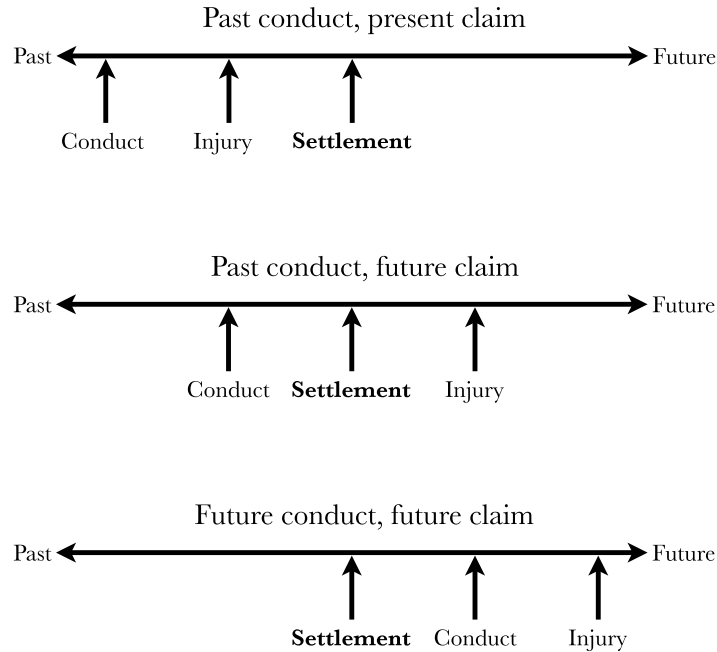 Past conduct, present claim
Past Future
Conduct Injury Settlement
Past conduct, future claim
Past Future
Conduct Settlement Injury
Future conduct, future claim
Past Future
Settlement Conduct Injury